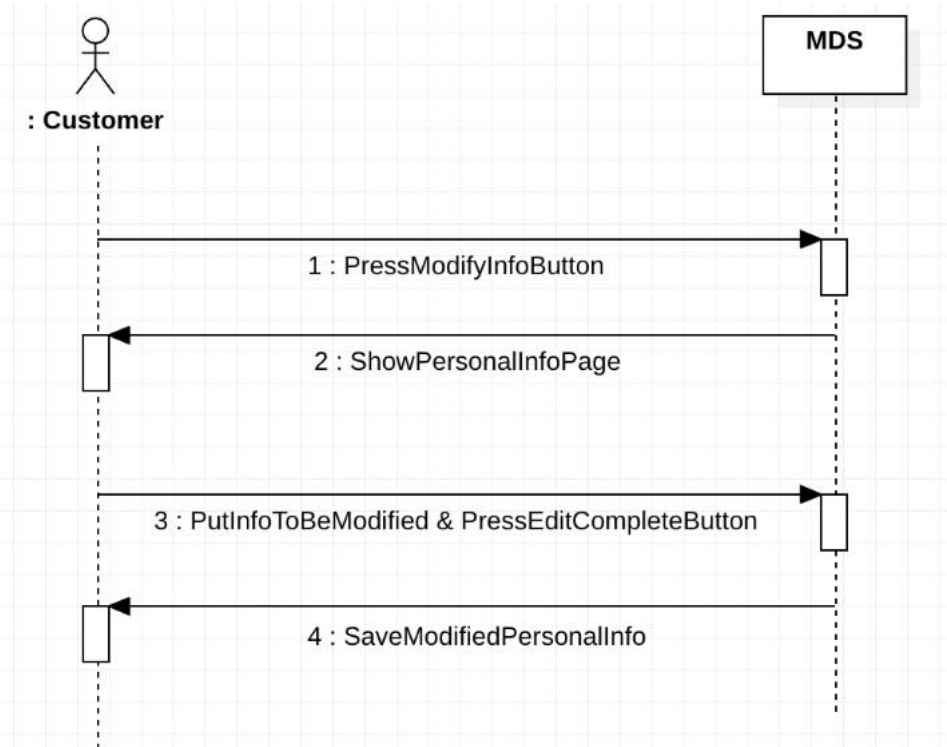 MDS
: Customer
1 : PressModifyInfoButton
2 : ShowPersonalInfoPage
3 : PutInfoToBeModified & PressEditCompleteButton
4 : SaveModifiedPersonalInfo